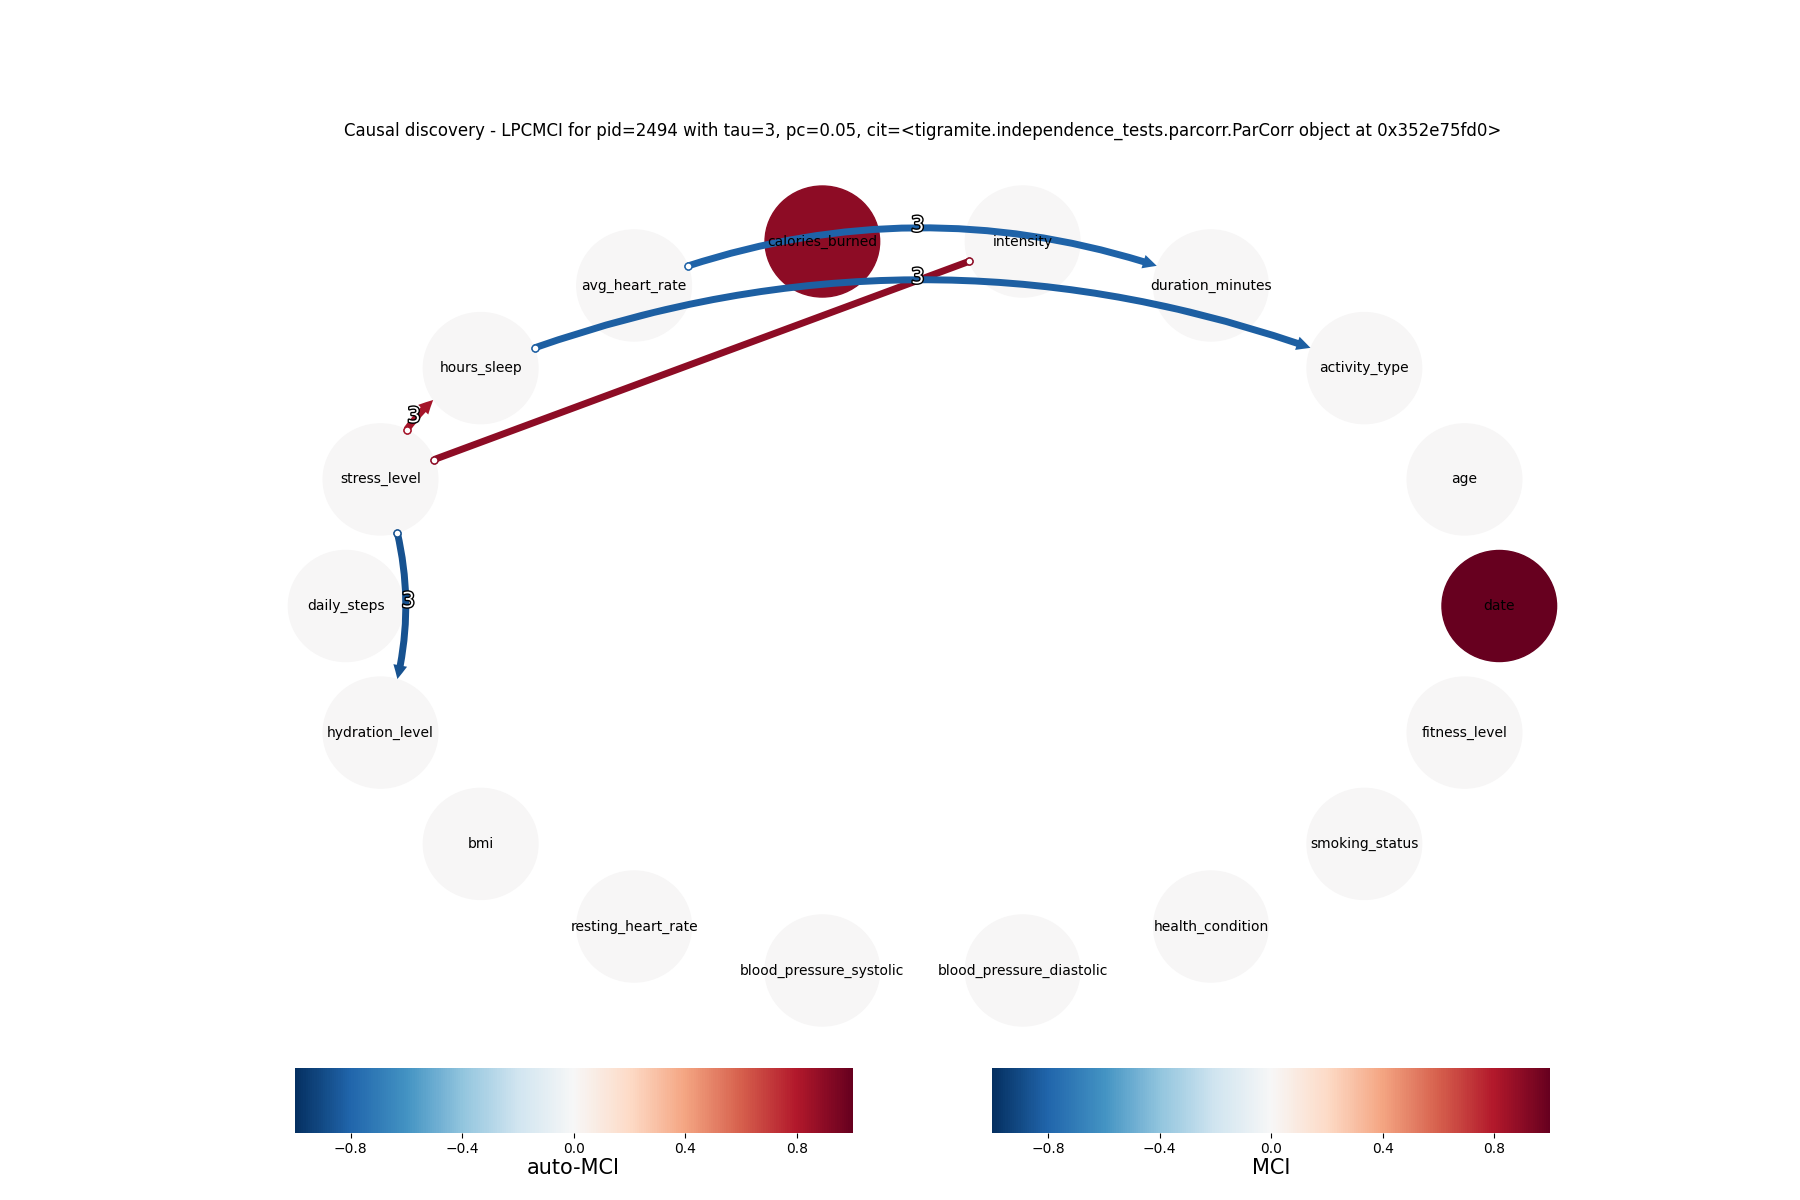 Causal discovery - LPCMCI for pid=2494 with tau=3, pc=0.05, cit=<tigramite.independence_tests.parcorr.ParCorr object at 0x352e75fd0>
3
calories_burned
intensity
3
avg_heart_rate
duration_minutes
hours_sleep
activity_type
3
stress_level
age
3
daily_steps
date
hydration_level
fitness_level
bmi
smoking_status
resting_heart_rate
health_condition
blood_pressure_systolic
blood_pressure_diastolic
−0.8 −0.4 0.0 0.4 0.8
auto-MCI
−0.8 −0.4 0.0 0.4 0.8
MCI